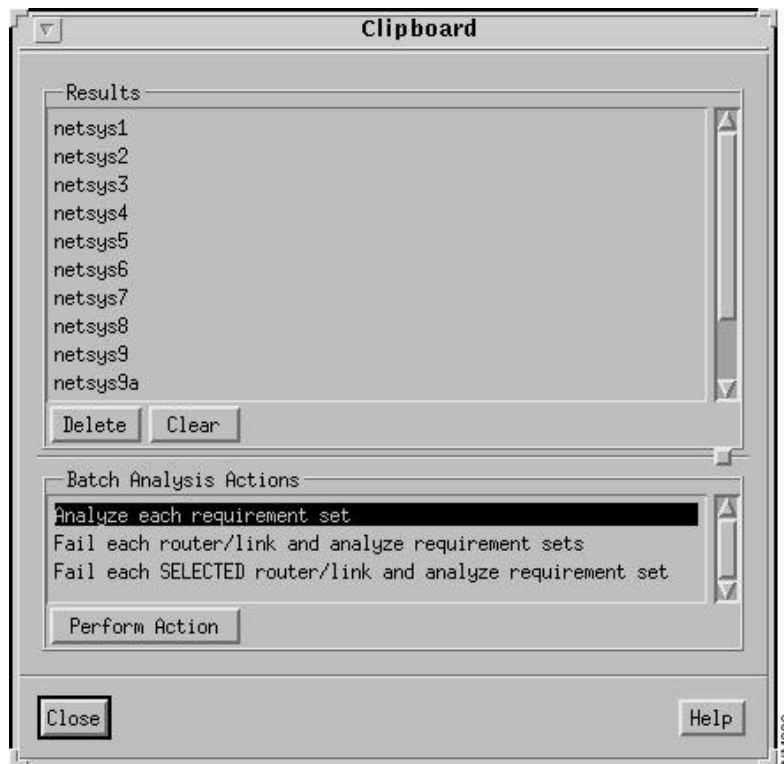 Clipboard
Results
netsys1
netsys2
netsys3
netsys4
netsys5
netsys6
netsys7
netsys8
netsys9
netsys9a
Delete Clear
Batch Analysis Actions
Analyze each requirement set
Fail each router/link and analyze requirement sets
Fail each SELECTED router/link and analyze requirement set
Perform Action
Close Help